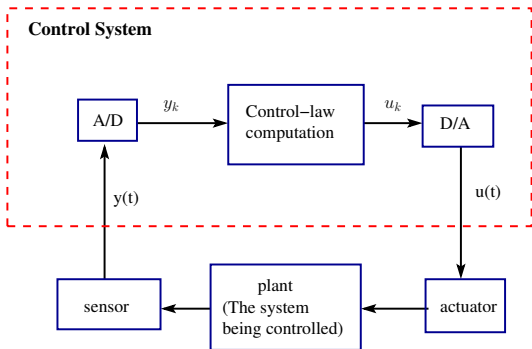 Control System
y_k
u_k
A/D
Control−law
computation
D/A
y(t)
u(t)
sensor
plant
(The system
being controlled)
actuator